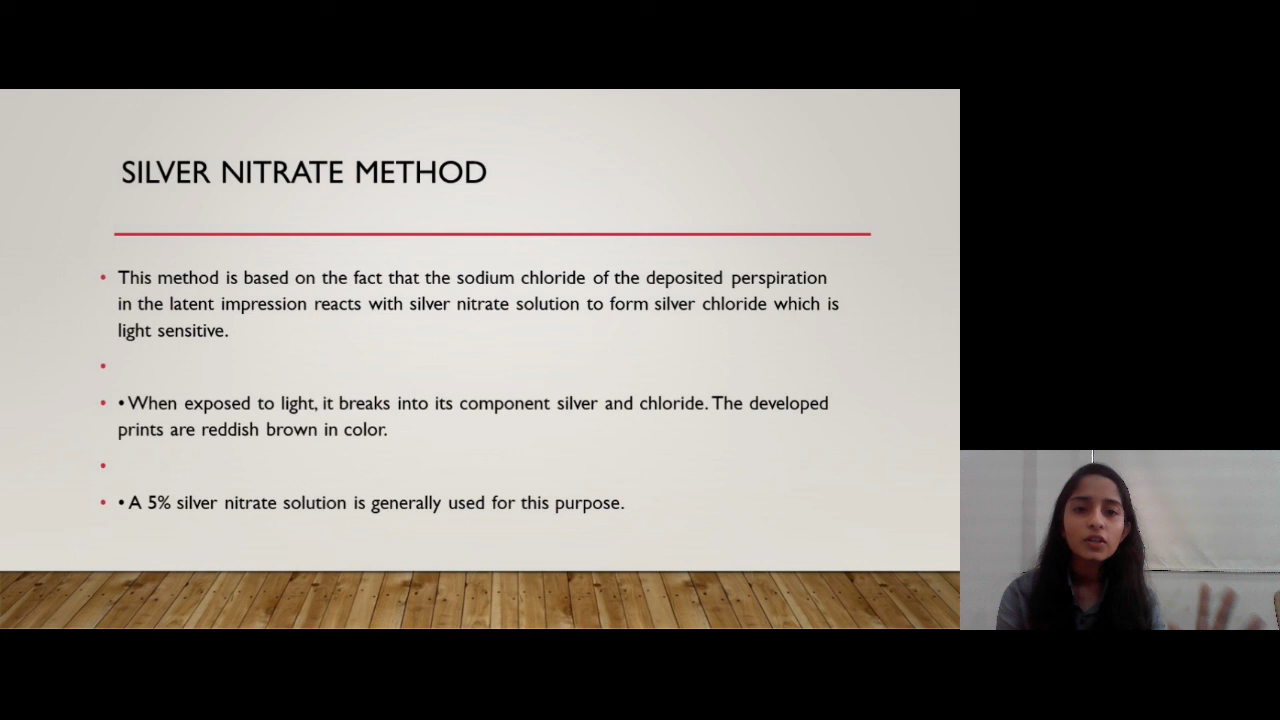 SILVER NITRATE METHOD
• This method is based on the fact that the sodium chloride of the deposited perspiration
in the latent impression reacts with silver nitrate solution to form silver chloride which is
light sensitive.
•
• • When exposed to light, it breaks into its component silver and chloride. The developed
prints are reddish brown in color.
•
• • A 5% silver nitrate solution is generally used for this purpose.